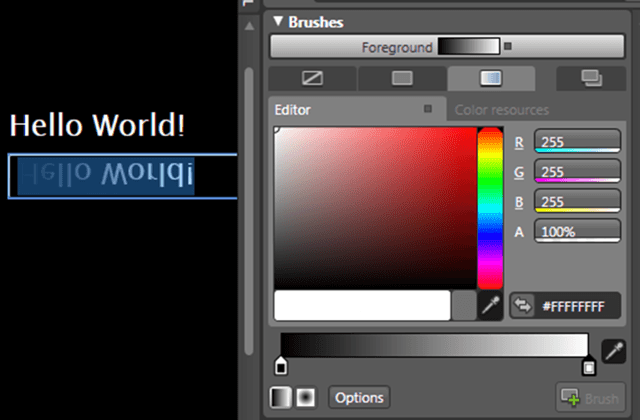 Hello World!
Hello World!
Brushes
Foreground
Editor
Color resources
R 255
G 255
B 255
A 100%
#FFFFFFFF
Options
Brush